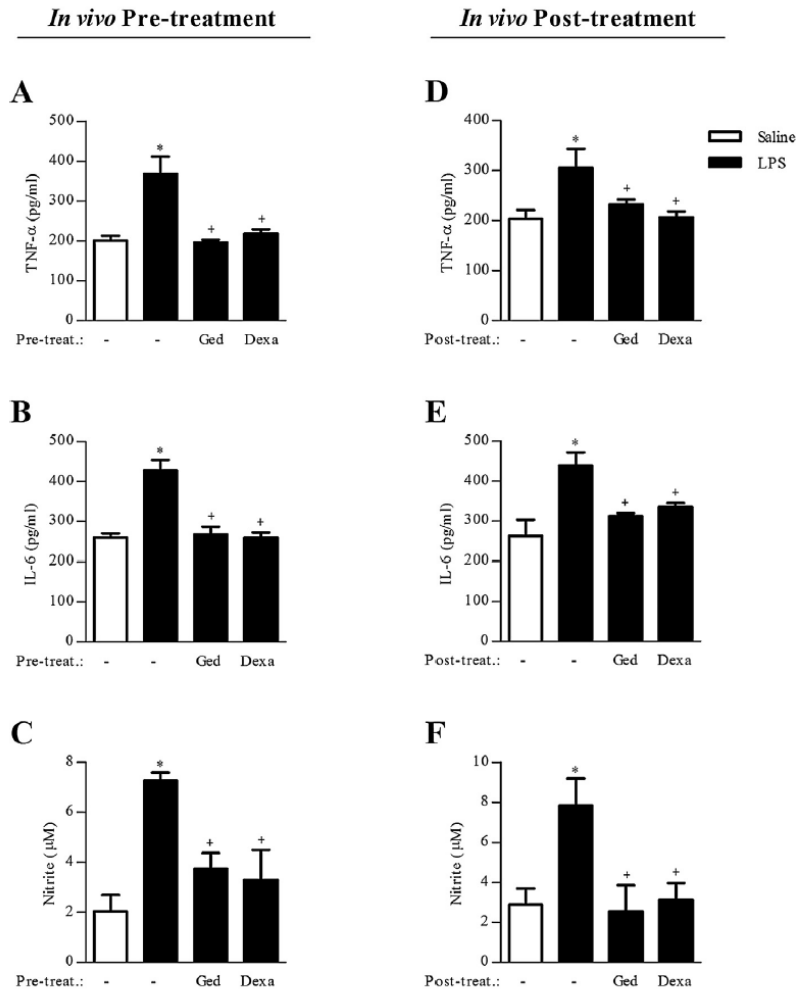 In vivo Pre-treatment
A
TNF-α (pg/ml)
500
400
300
200
100
0
*
+
+
Pre-treat.: - - Ged Dexa
B
IL-6 (pg/ml)
500
400
300
200
100
0
*
+
+
Pre-treat.: - - Ged Dexa
C
Nitrite (μM)
8
6
4
2
0
*
+
+
Pre-treat.: - - Ged Dexa
In vivo Post-treatment
D
TNF-α (pg/ml)
400
300
200
100
0
*
+
+
Post-treat.: - - Ged Dexa
Saline
LPS
E
IL-6 (pg/ml)
500
400
300
200
100
0
*
+
+
Post-treat.: - - Ged Dexa
F
Nitrite (μM)
10
8
6
4
2
0
*
+
+
Post-treat.: - - Ged Dexa